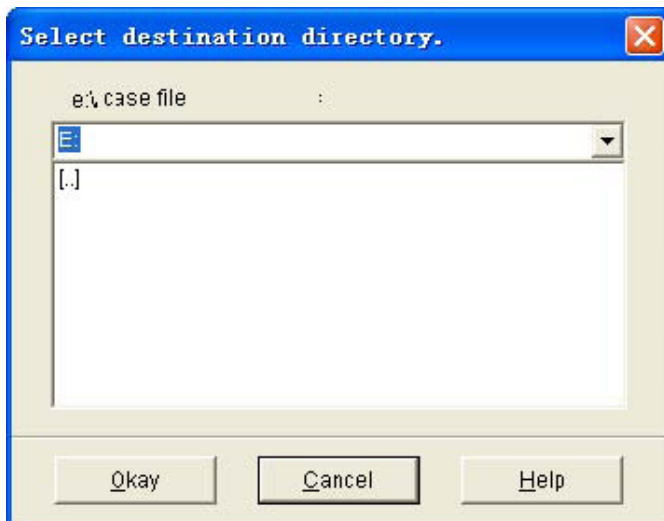 Select destination directory.
e:\ case file :
E:
[..]
Okay Cancel Help